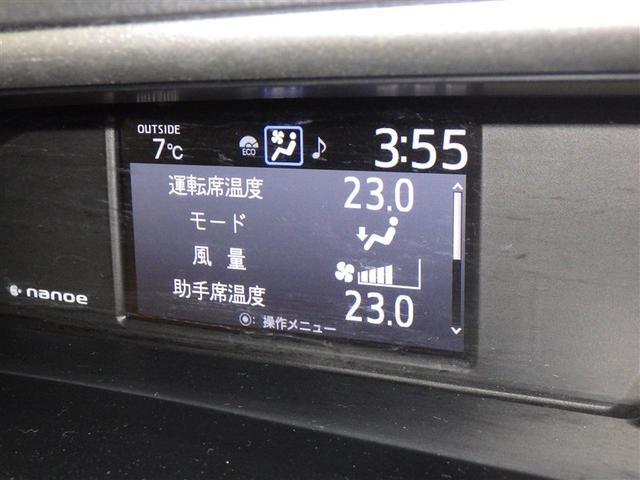 OUTSIDE
7℃
ECO
3:55
運転席温度 23.0
モード
風量
助手席温度 23.0
◉: 操作メニュー
nanoe